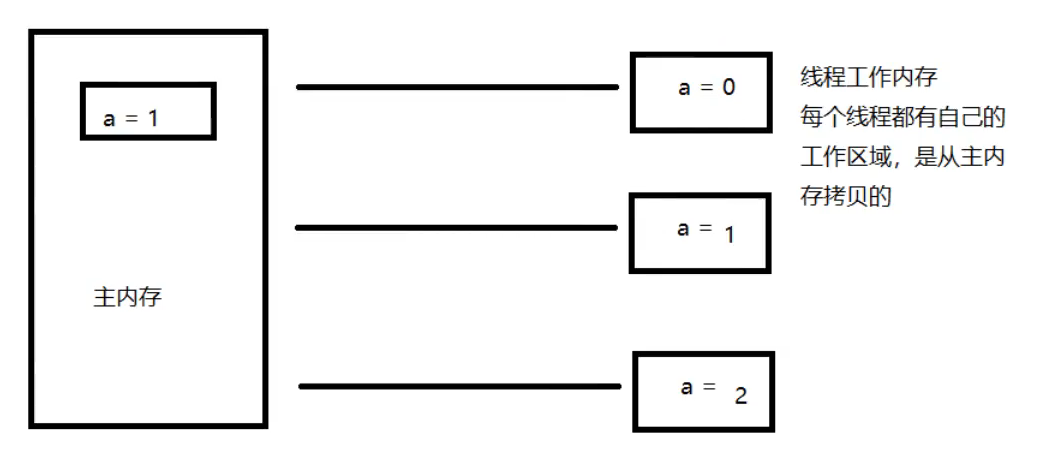 a = 1
主内存
a = 0
a = 1
a = 2
线程工作内存
每个线程都有自己的
工作区域，是从主内
存拷贝的